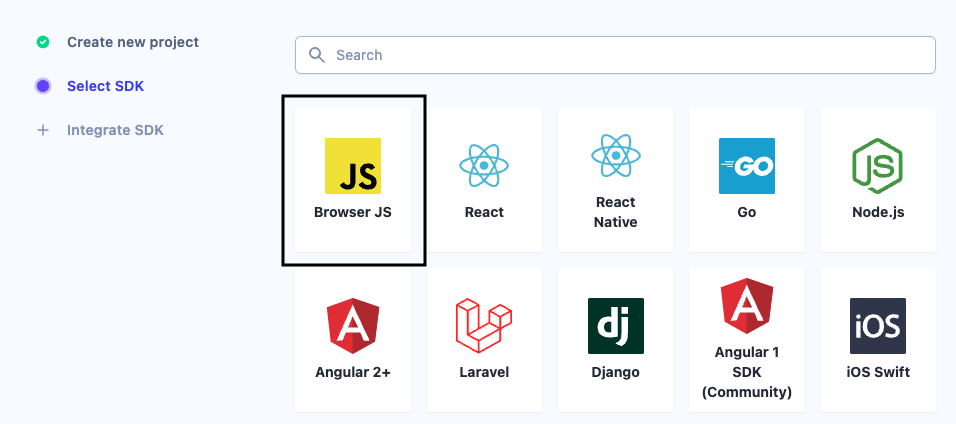 Create new project
Select SDK
Integrate SDK
Search
JS
Browser JS
React
React
Native
GO
Go
JS
Node.js
Angular 2+
Laravel
dj
Django
Angular 1
SDK
(Community)
iOS
iOS Swift